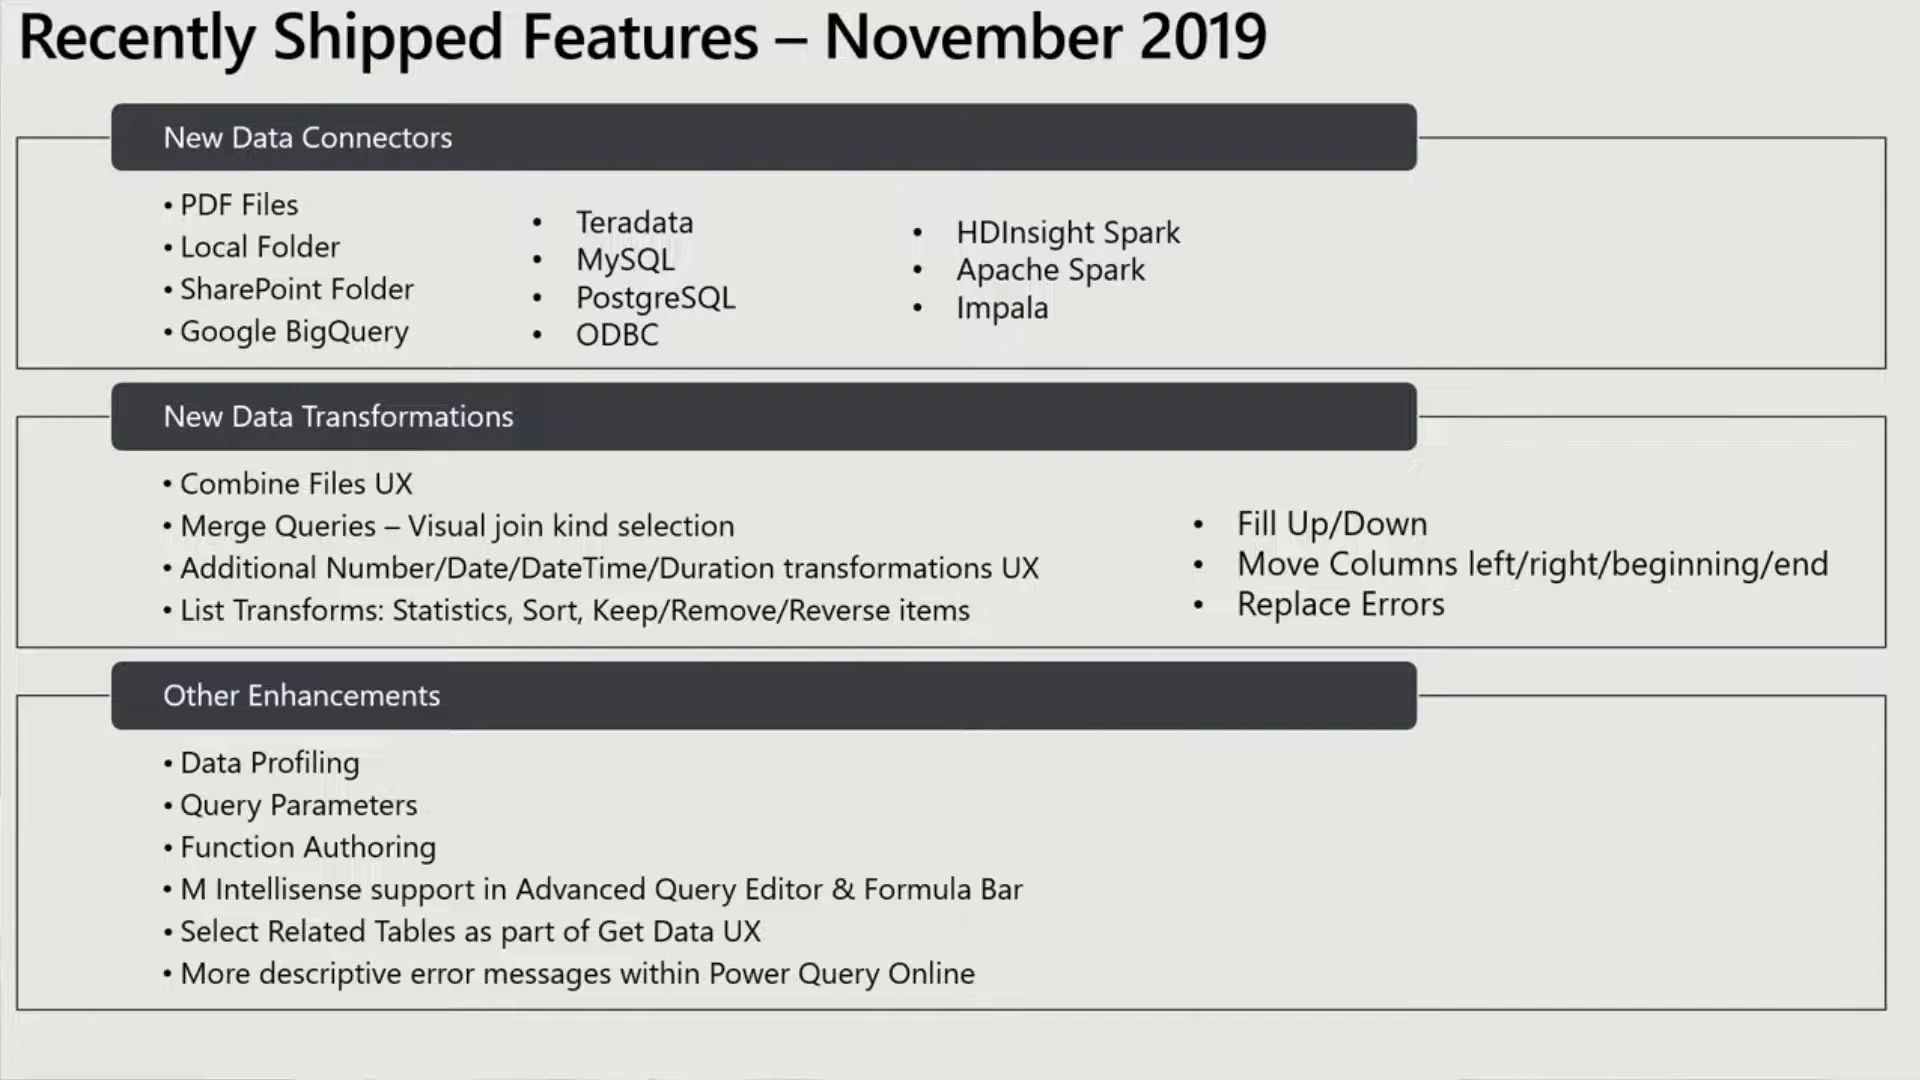 Recently Shipped Features – November 2019
New Data Connectors
• PDF Files
• Local Folder
• SharePoint Folder
• Google BigQuery
• Teradata
• MySQL
• PostgreSQL
• ODBC
• HDInsight Spark
• Apache Spark
• Impala
New Data Transformations
• Combine Files UX
• Merge Queries – Visual join kind selection
• Additional Number/Date/DateTime/Duration transformations UX
• List Transforms: Statistics, Sort, Keep/Remove/Reverse items
• Fill Up/Down
• Move Columns left/right/beginning/end
• Replace Errors
Other Enhancements
• Data Profiling
• Query Parameters
• Function Authoring
• M Intellisense support in Advanced Query Editor & Formula Bar
• Select Related Tables as part of Get Data UX
• More descriptive error messages within Power Query Online